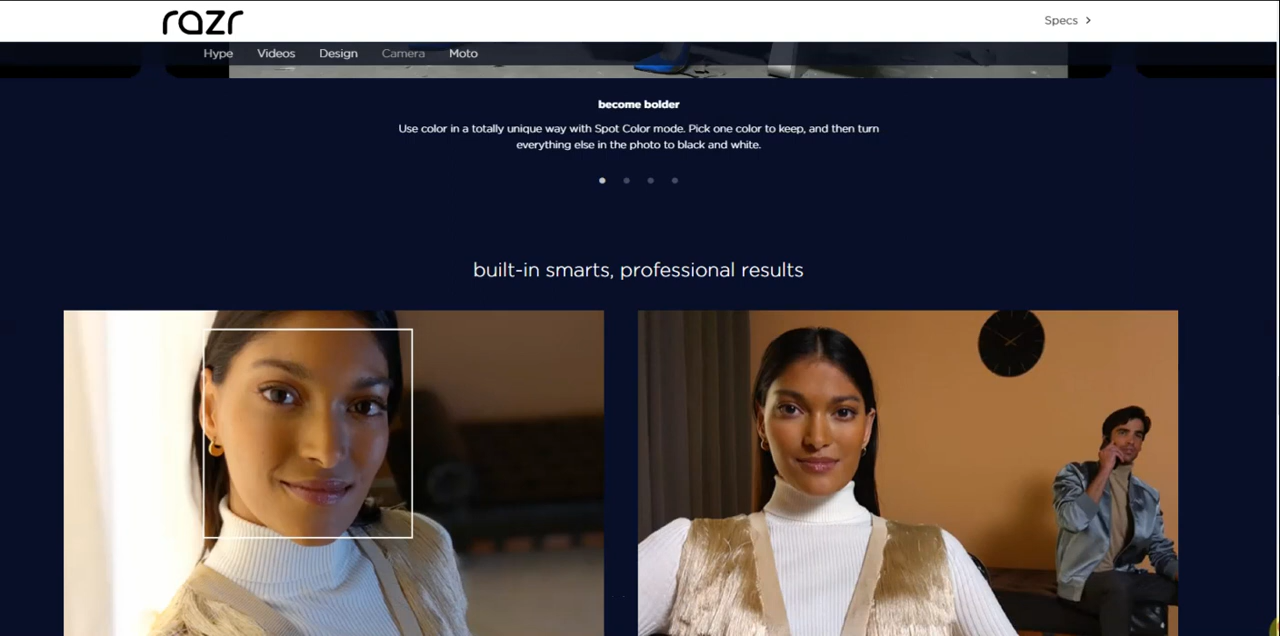 razr
Specs
Hype Videos Design Camera Moto
become bolder
Use color in a totally unique way with Spot Color mode. Pick one color to keep, and then turn
everything else in the photo to black and white.
built-in smarts, professional results